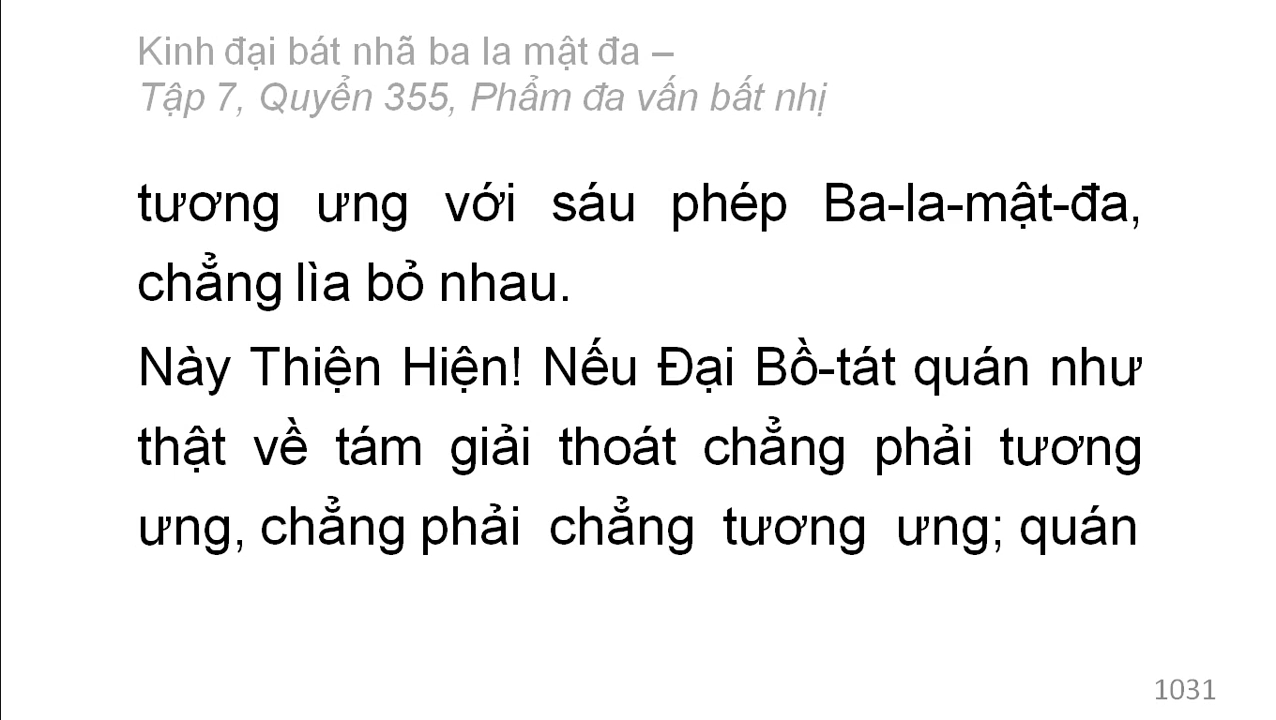 Kinh đại bát nhã ba la mật đa –
Tập 7, Quyển 355, Phẩm đa vấn bất nhị
tương ưng với sáu phép Ba-la-mật-đa,
chẳng lìa bỏ nhau.
Này Thiện Hiện! Nếu Đại Bồ-tát quán như
thật về tám giải thoát chẳng phải tương
ưng, chẳng phải chẳng tương ưng; quán
1031